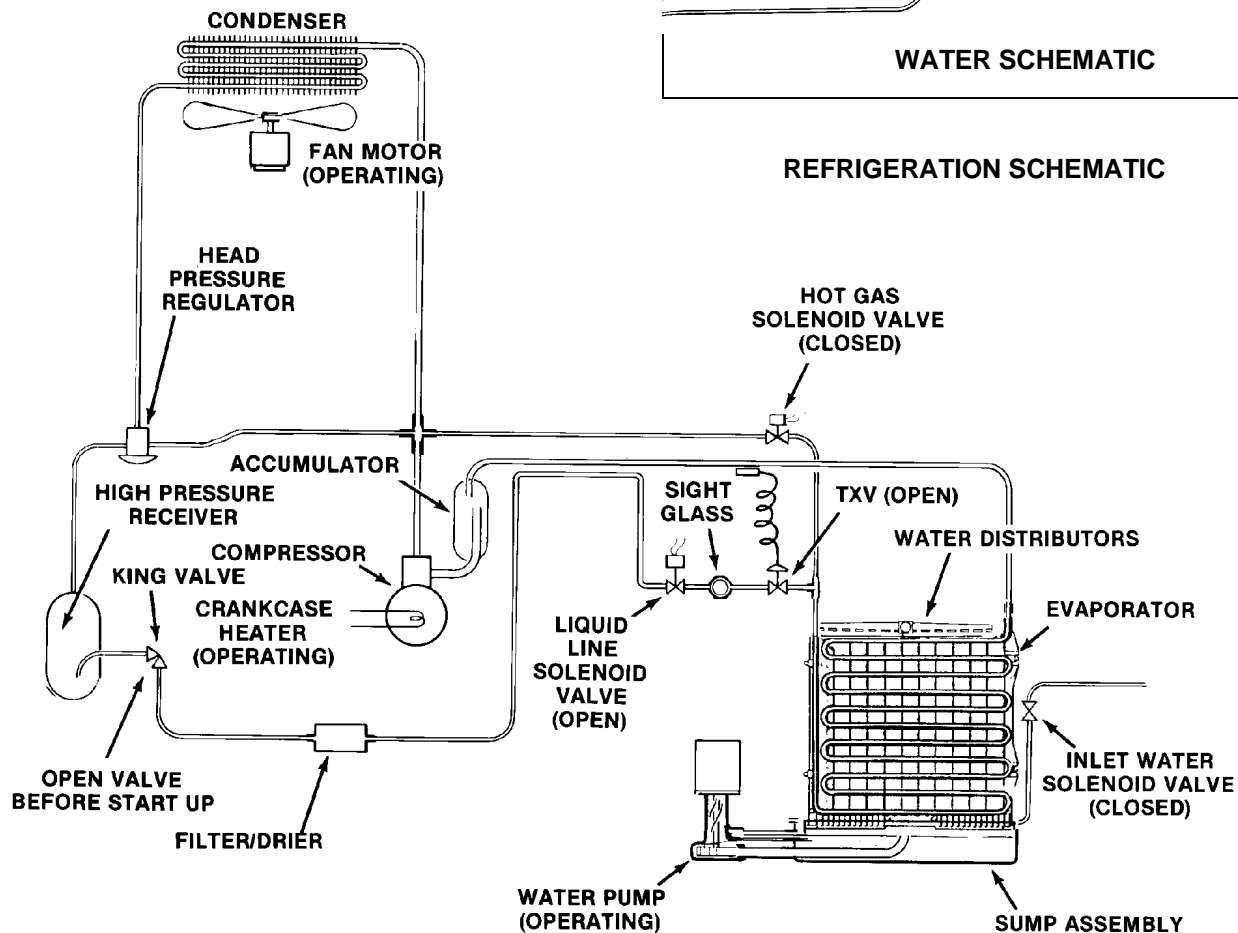 CONDENSER
WATER SCHEMATIC
FAN MOTOR
(OPERATING)
REFRIGERATION SCHEMATIC
HEAD
PRESSURE
REGULATOR
HOT GAS
SOLENOID VALVE
(CLOSED)
ACCUMULATOR
HIGH PRESSURE
RECEIVER
SIGHT
GLASS
TXV (OPEN)
WATER DISTRIBUTORS
COMPRESSOR
KING VALVE
CRANKCASE
HEATER
(OPERATING)
EVAPORATOR
LIQUID
LINE
SOLENOID
VALVE
(OPEN)
OPEN VALVE
BEFORE START UP
INLET WATER
SOLENOID VALVE
(CLOSED)
FILTER/DRIER
WATER PUMP
(OPERATING)
SUMP ASSEMBLY